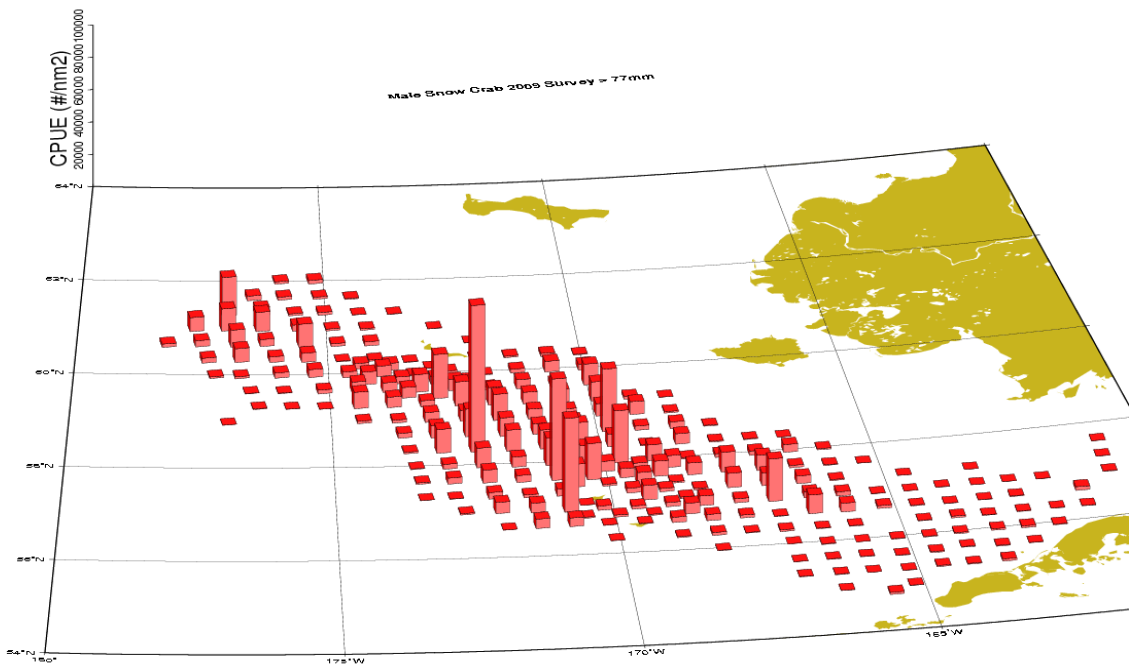 CPUE (#/nm2)
20000 40000 60000 80000 100000
Male Snow Crab 2009 Survey > 77mm
64°N
62°N
60°N
58°N
56°N
54°N
180°
175°W
170°W
165°W